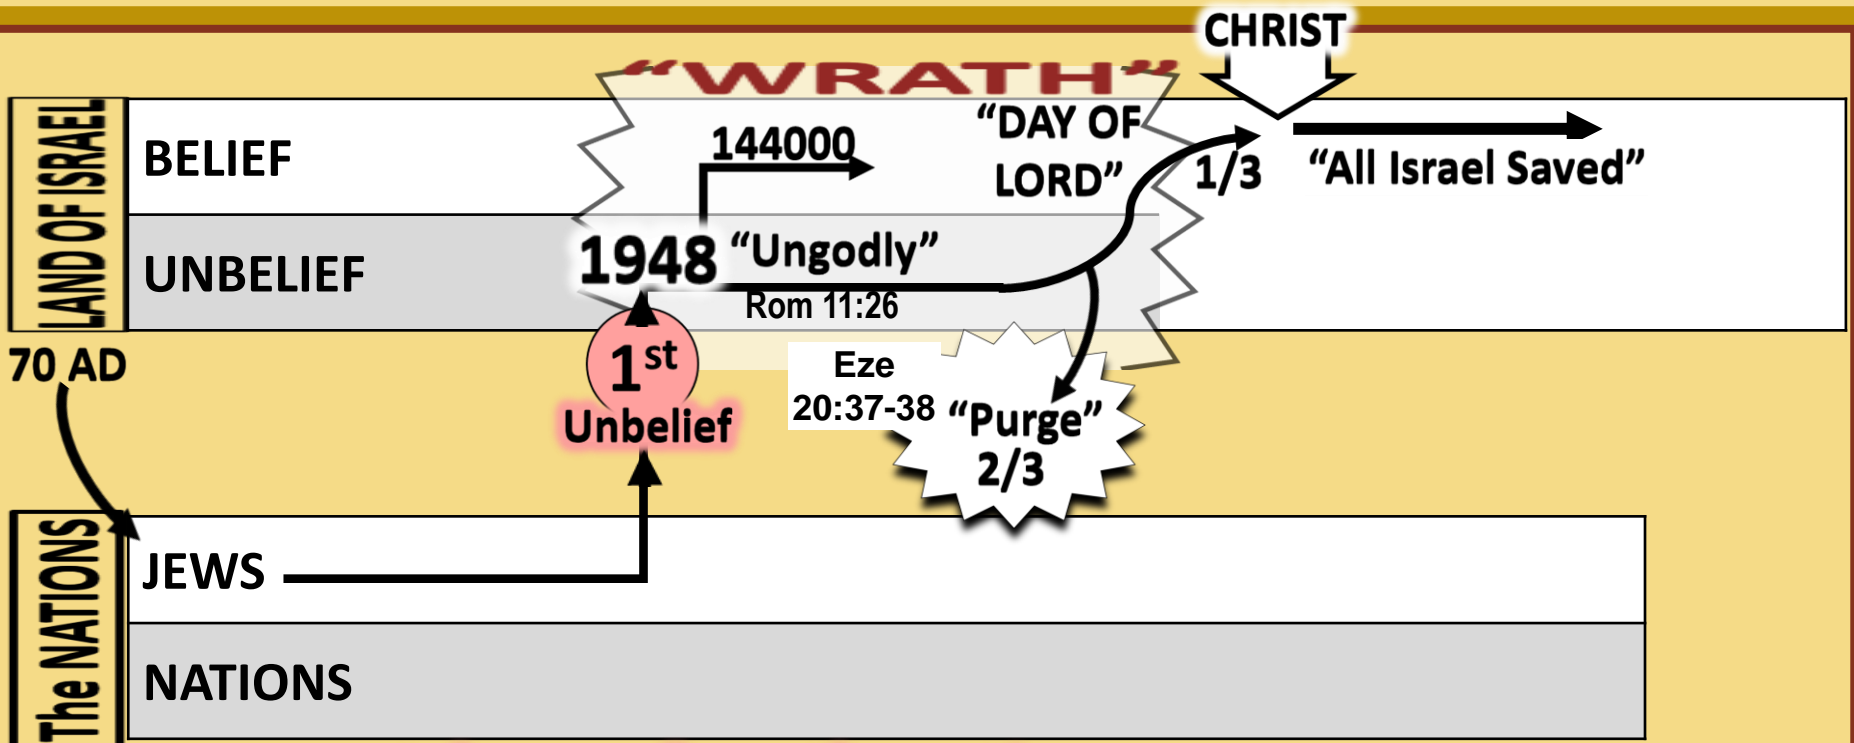 CHRIST
“WRATH”
LAND OF ISRAEL
BELIEF
144000
“DAY OF
LORD”
1/3
“All Israel Saved”
UNBELIEF
1948
“Ungodly”
Rom 11:26
70 AD
1st
Unbelief
Eze
20:37-38
“Purge”
2/3
The NATIONS
JEWS
NATIONS